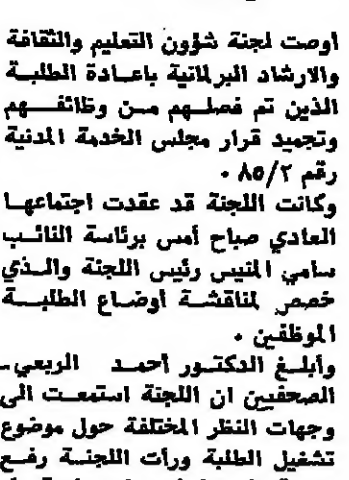 اوصت لجنة شؤون التعليم والثقافة
والارشاد البرلمانية باعادة الطلبة
الذين تم فصلهم من وظائفهم
وتجميد قرار مجلس الخدمة المدنية
رقم ٨٥/٢ .
وكانت اللجنة قد عقدت اجتماعها
العادي صباح أمس برئاسة النائب
سامي المنيس رئيس اللجنة والذي
خصص لمناقشة أوضاع الطلبة
الموظفين .
وأبلغ الدكتور أحمد الربعي
الصحفيين ان اللجنة استمعت الى
وجهات النظر المختلفة حول موضوع
تشغيل الطلبة ورأت اللجنة رفع